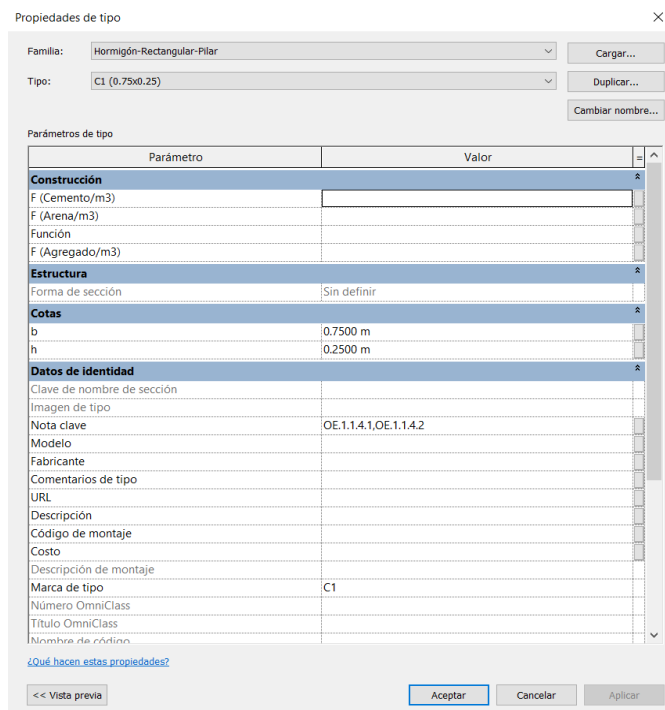 Propiedades de tipo
Familia: Hormigón-Rectangular-Pilar Cargar...
Tipo: C1 (0.75x0.25) Duplicar...
Cambiar nombre...
Parámetros de tipo
Parámetro Valor =
Construcción
F (Cemento/m3)
F (Arena/m3)
Función
F (Agregado/m3)
Estructura
Forma de sección Sin definir
Cotas
b 0.7500 m
h 0.2500 m
Datos de identidad
Clave de nombre de sección
Imagen de tipo
Nota clave OE.1.1.4.1,OE.1.1.4.2
Modelo
Fabricante
Comentarios de tipo
URL
Descripción
Código de montaje
Costo
Descripción de montaje
Marca de tipo C1
Número OmniClass
Título OmniClass
Nombre de código
¿Qué hacen estas propiedades?
<< Vista previa Aceptar Cancelar Aplicar